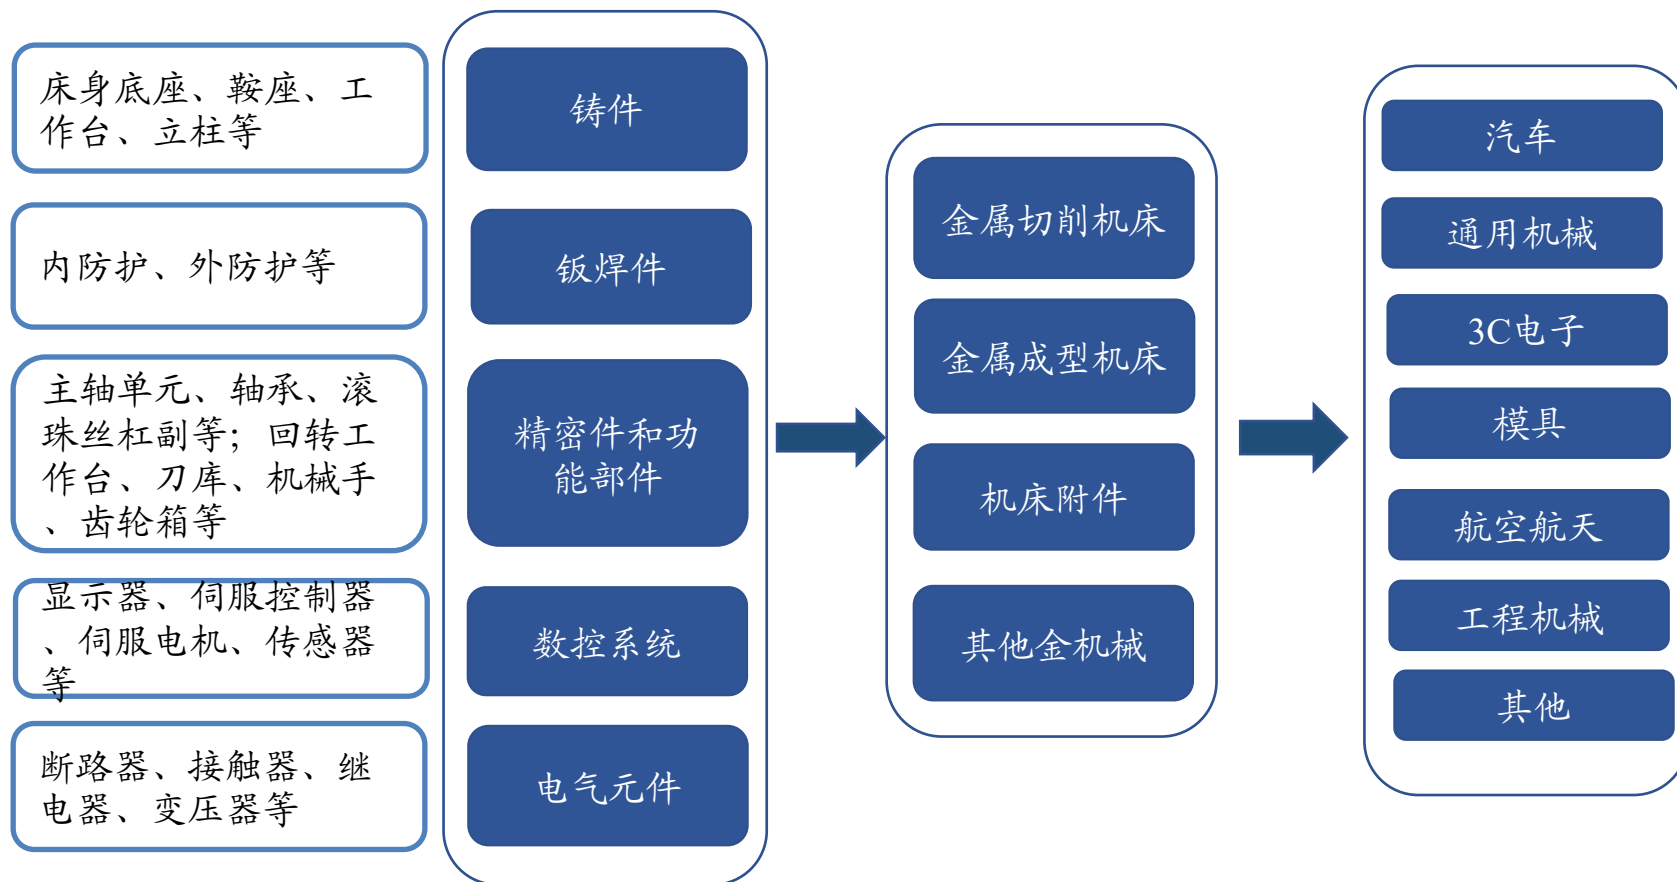 床身底座、鞍座、工
作台、立柱等
铸件
内防护、外防护等
钣焊件
主轴单元、轴承、滚
珠丝杠副等；回转工
作台、刀库、机械手
、齿轮箱等
精密件和功
能部件
显示器、伺服控制器
、伺服电机、传感器
等
数控系统
断路器、接触器、继
电器、变压器等
电气元件
金属切削机床
金属成型机床
机床附件
其他金机械
汽车
通用机械
3C电子
模具
航空航天
工程机械
其他